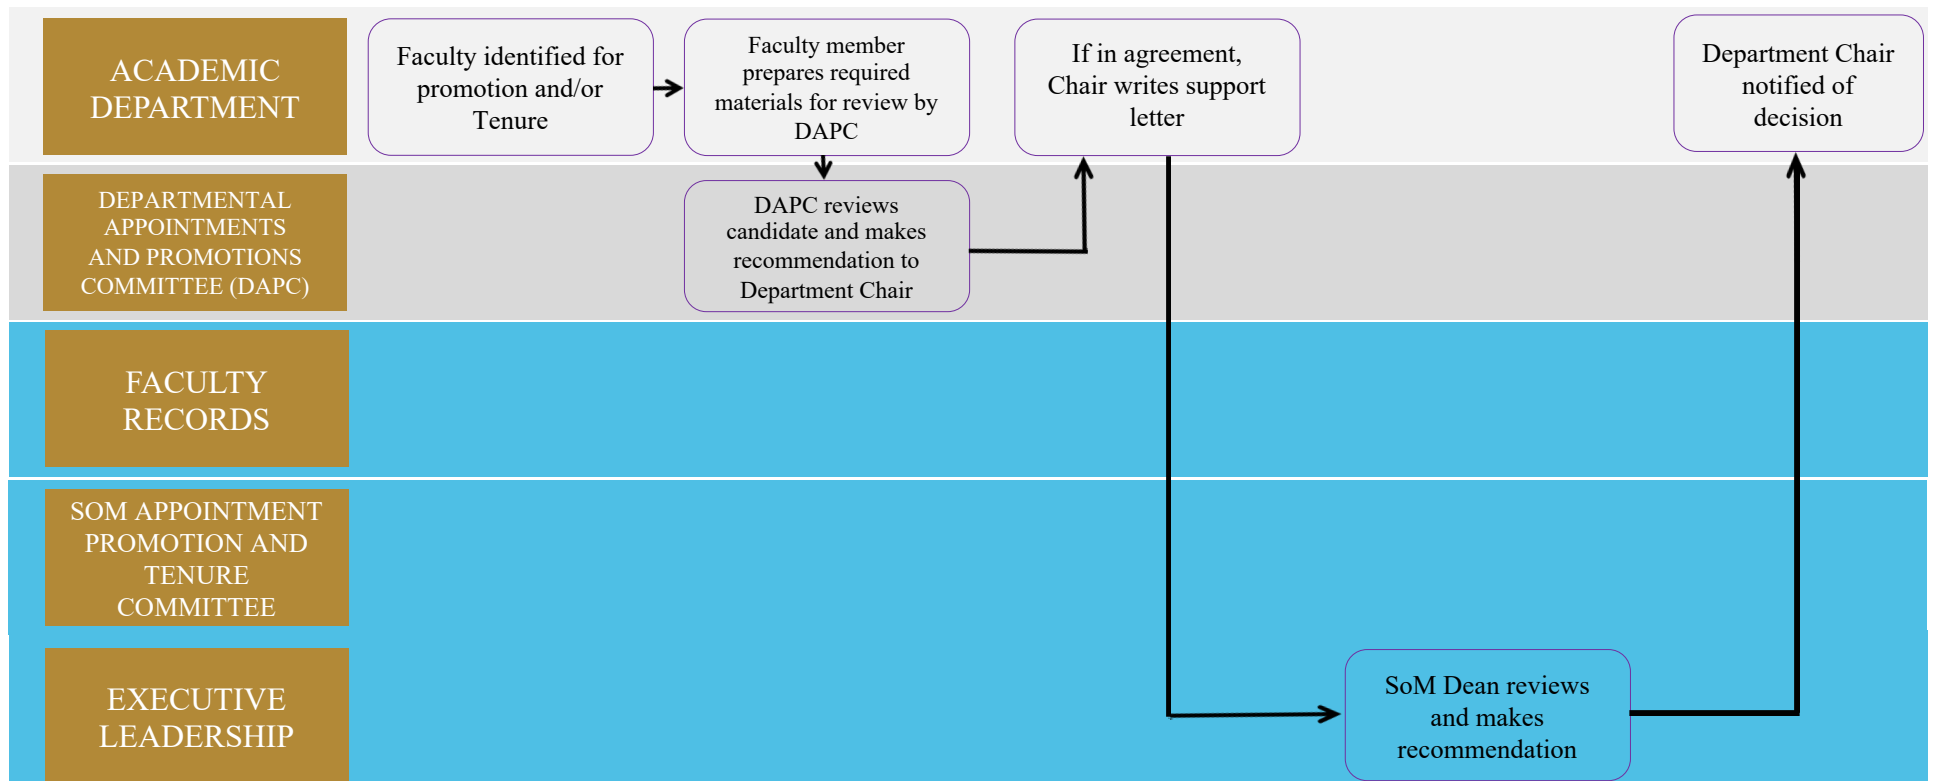 ACADEMIC
DEPARTMENT
Faculty identified for
promotion and/or
Tenure
Faculty member
prepares required
materials for review by
DAPC
If in agreement,
Chair writes support
letter
Department Chair
notified of
decision
DEPARTMENTAL
APPOINTMENTS
AND PROMOTIONS
COMMITTEE (DAPC)
DAPC reviews
candidate and makes
recommendation to
Department Chair
FACULTY
RECORDS
SOM APPOINTMENT
PROMOTION AND
TENURE
COMMITTEE
EXECUTIVE
LEADERSHIP
SoM Dean reviews
and makes
recommendation